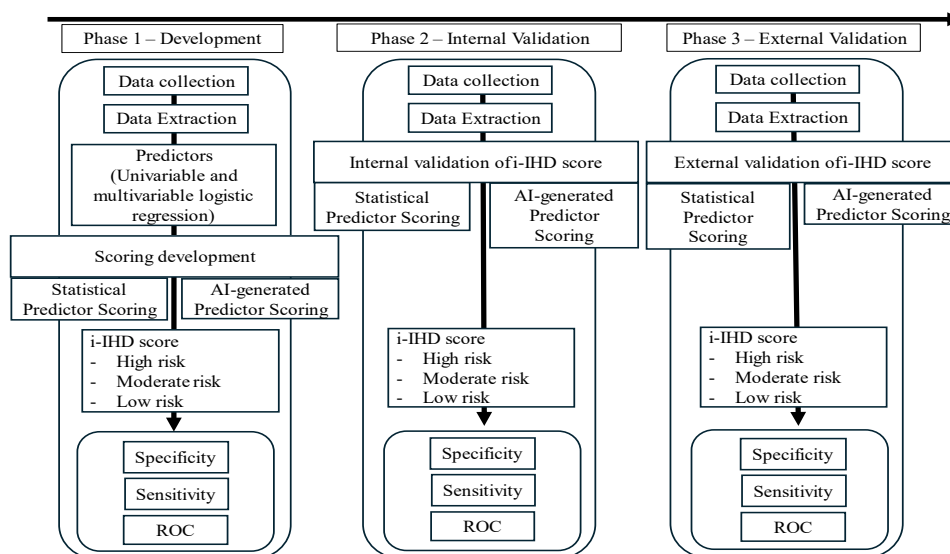 Phase 1 – Development
Data collection
Data Extraction
Predictors
(Univariable and
multivariable logistic
regression)
Scoring development
Statistical
Predictor Scoring
AI-generated
Predictor Scoring
i-IHD score
- High risk
- Moderate risk
- Low risk
Specificity
Sensitivity
ROC
Phase 2 – Internal Validation
Data collection
Data Extraction
Internal validation of i-IHD score
Statistical
Predictor Scoring
AI-generated
Predictor
Scoring
i-IHD score
- High risk
- Moderate risk
- Low risk
Specificity
Sensitivity
ROC
Phase 3 – External Validation
Data collection
Data Extraction
External validation of i-IHD score
Statistical
Predictor
Scoring
AI-generated
Predictor Scoring
i-IHD score
- High risk
- Moderate risk
- Low risk
Specificity
Sensitivity
ROC